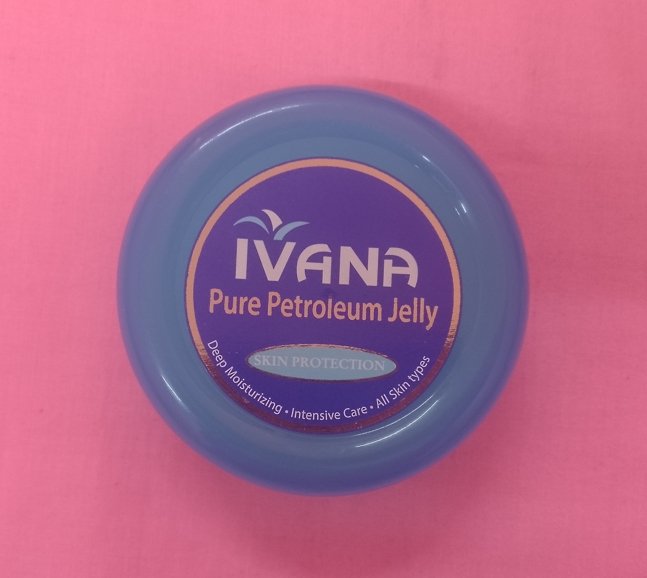 IVANA
Pure Petroleum Jelly
SKIN PROTECTION
Deep Moisturizing • Intensive Care • All Skin types